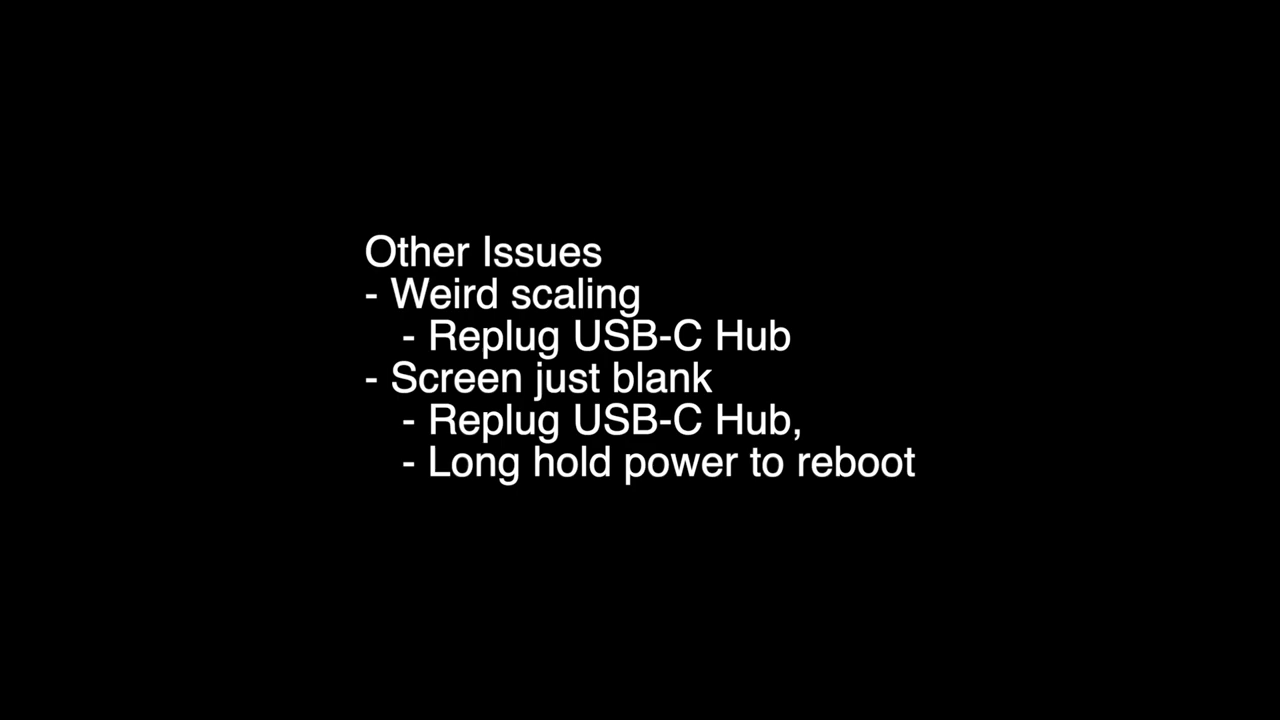 Other Issues
- Weird scaling
- Replug USB-C Hub
- Screen just blank
- Replug USB-C Hub,
- Long hold power to reboot